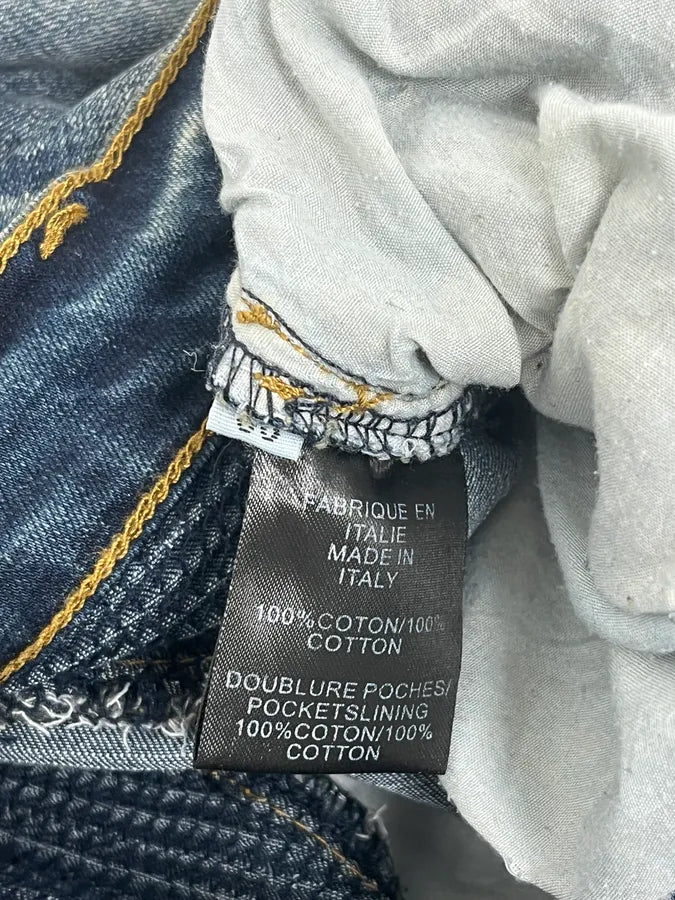 FABRIQUE EN
ITALIE
MADE IN
ITALY
100%COTON/100%
COTTON
DOUBLURE POCHES/
POCKETSLINING
100%COTON/100%
COTTON